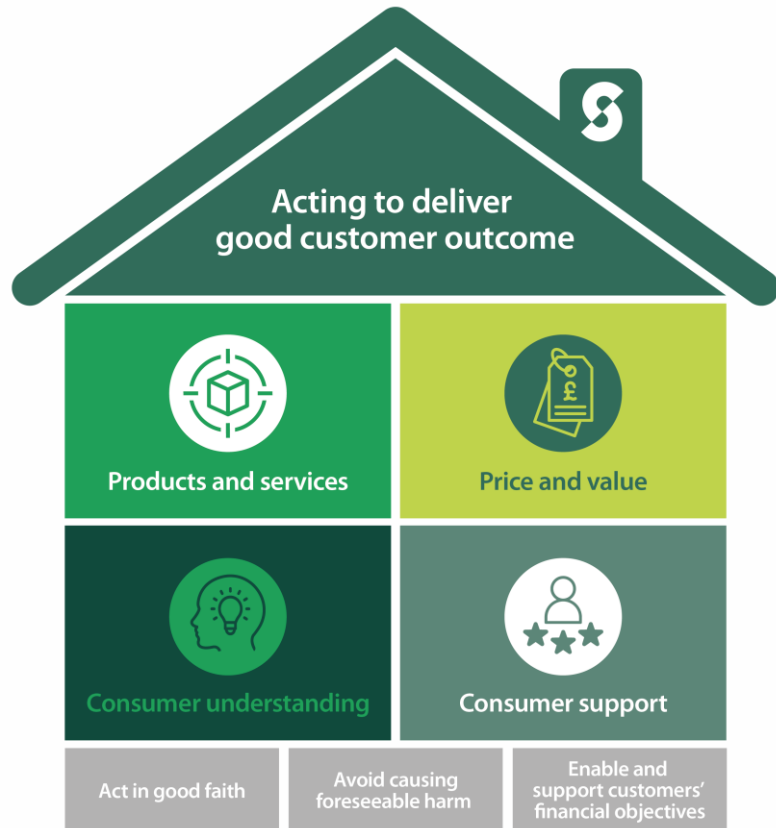 Acting to deliver
good customer outcome
£
Products and services
Price and value
Consumer understanding
Consumer support
Act in good faith
Avoid causing
foreseeable harm
Enable and
support customers’
financial objectives